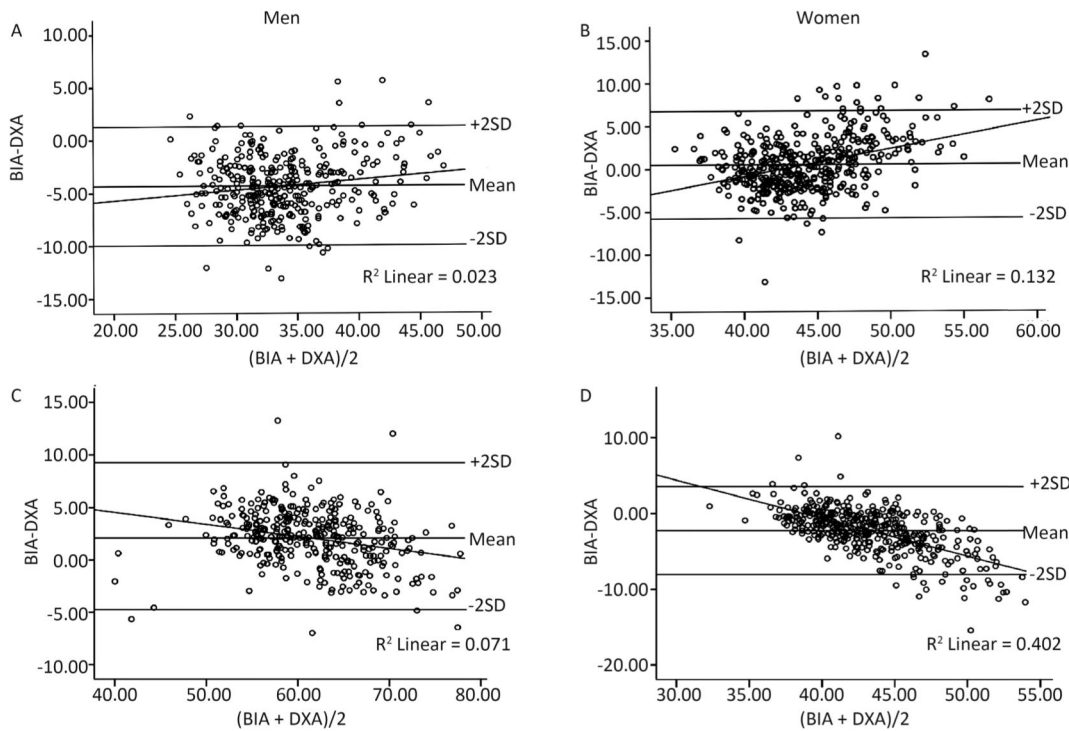 Men
Women
A
BIA-DXA
10.00
5.00
0.00
-5.00
-10.00
-15.00
+2SD
Mean
-2SD
R² Linear = 0.023
20.00 30.00 40.00 45.00 50.00
(BIA + DXA)/2
B
BIA-DXA
15.00
10.00
5.00
0.00
-5.00
-10.00
-15.00
+2SD
Mean
-2SD
R² Linear = 0.132
35.00 40.00 45.00 50.00 55.00 60.00
(BIA + DXA)/2
C
BIA-DXA
15.00
10.00
5.00
0.00
-5.00
-10.00
+2SD
Mean
-2SD
R² Linear = 0.071
40.00 50.00 60.00 70.00 80.00
(BIA + DXA)/2
D
BIA-DXA
10.00
0.00
-10.00
-20.00
+2SD
Mean
-2SD
R² Linear = 0.402
30.00 40.00 45.00 50.00 55.00
(BIA + DXA)/2